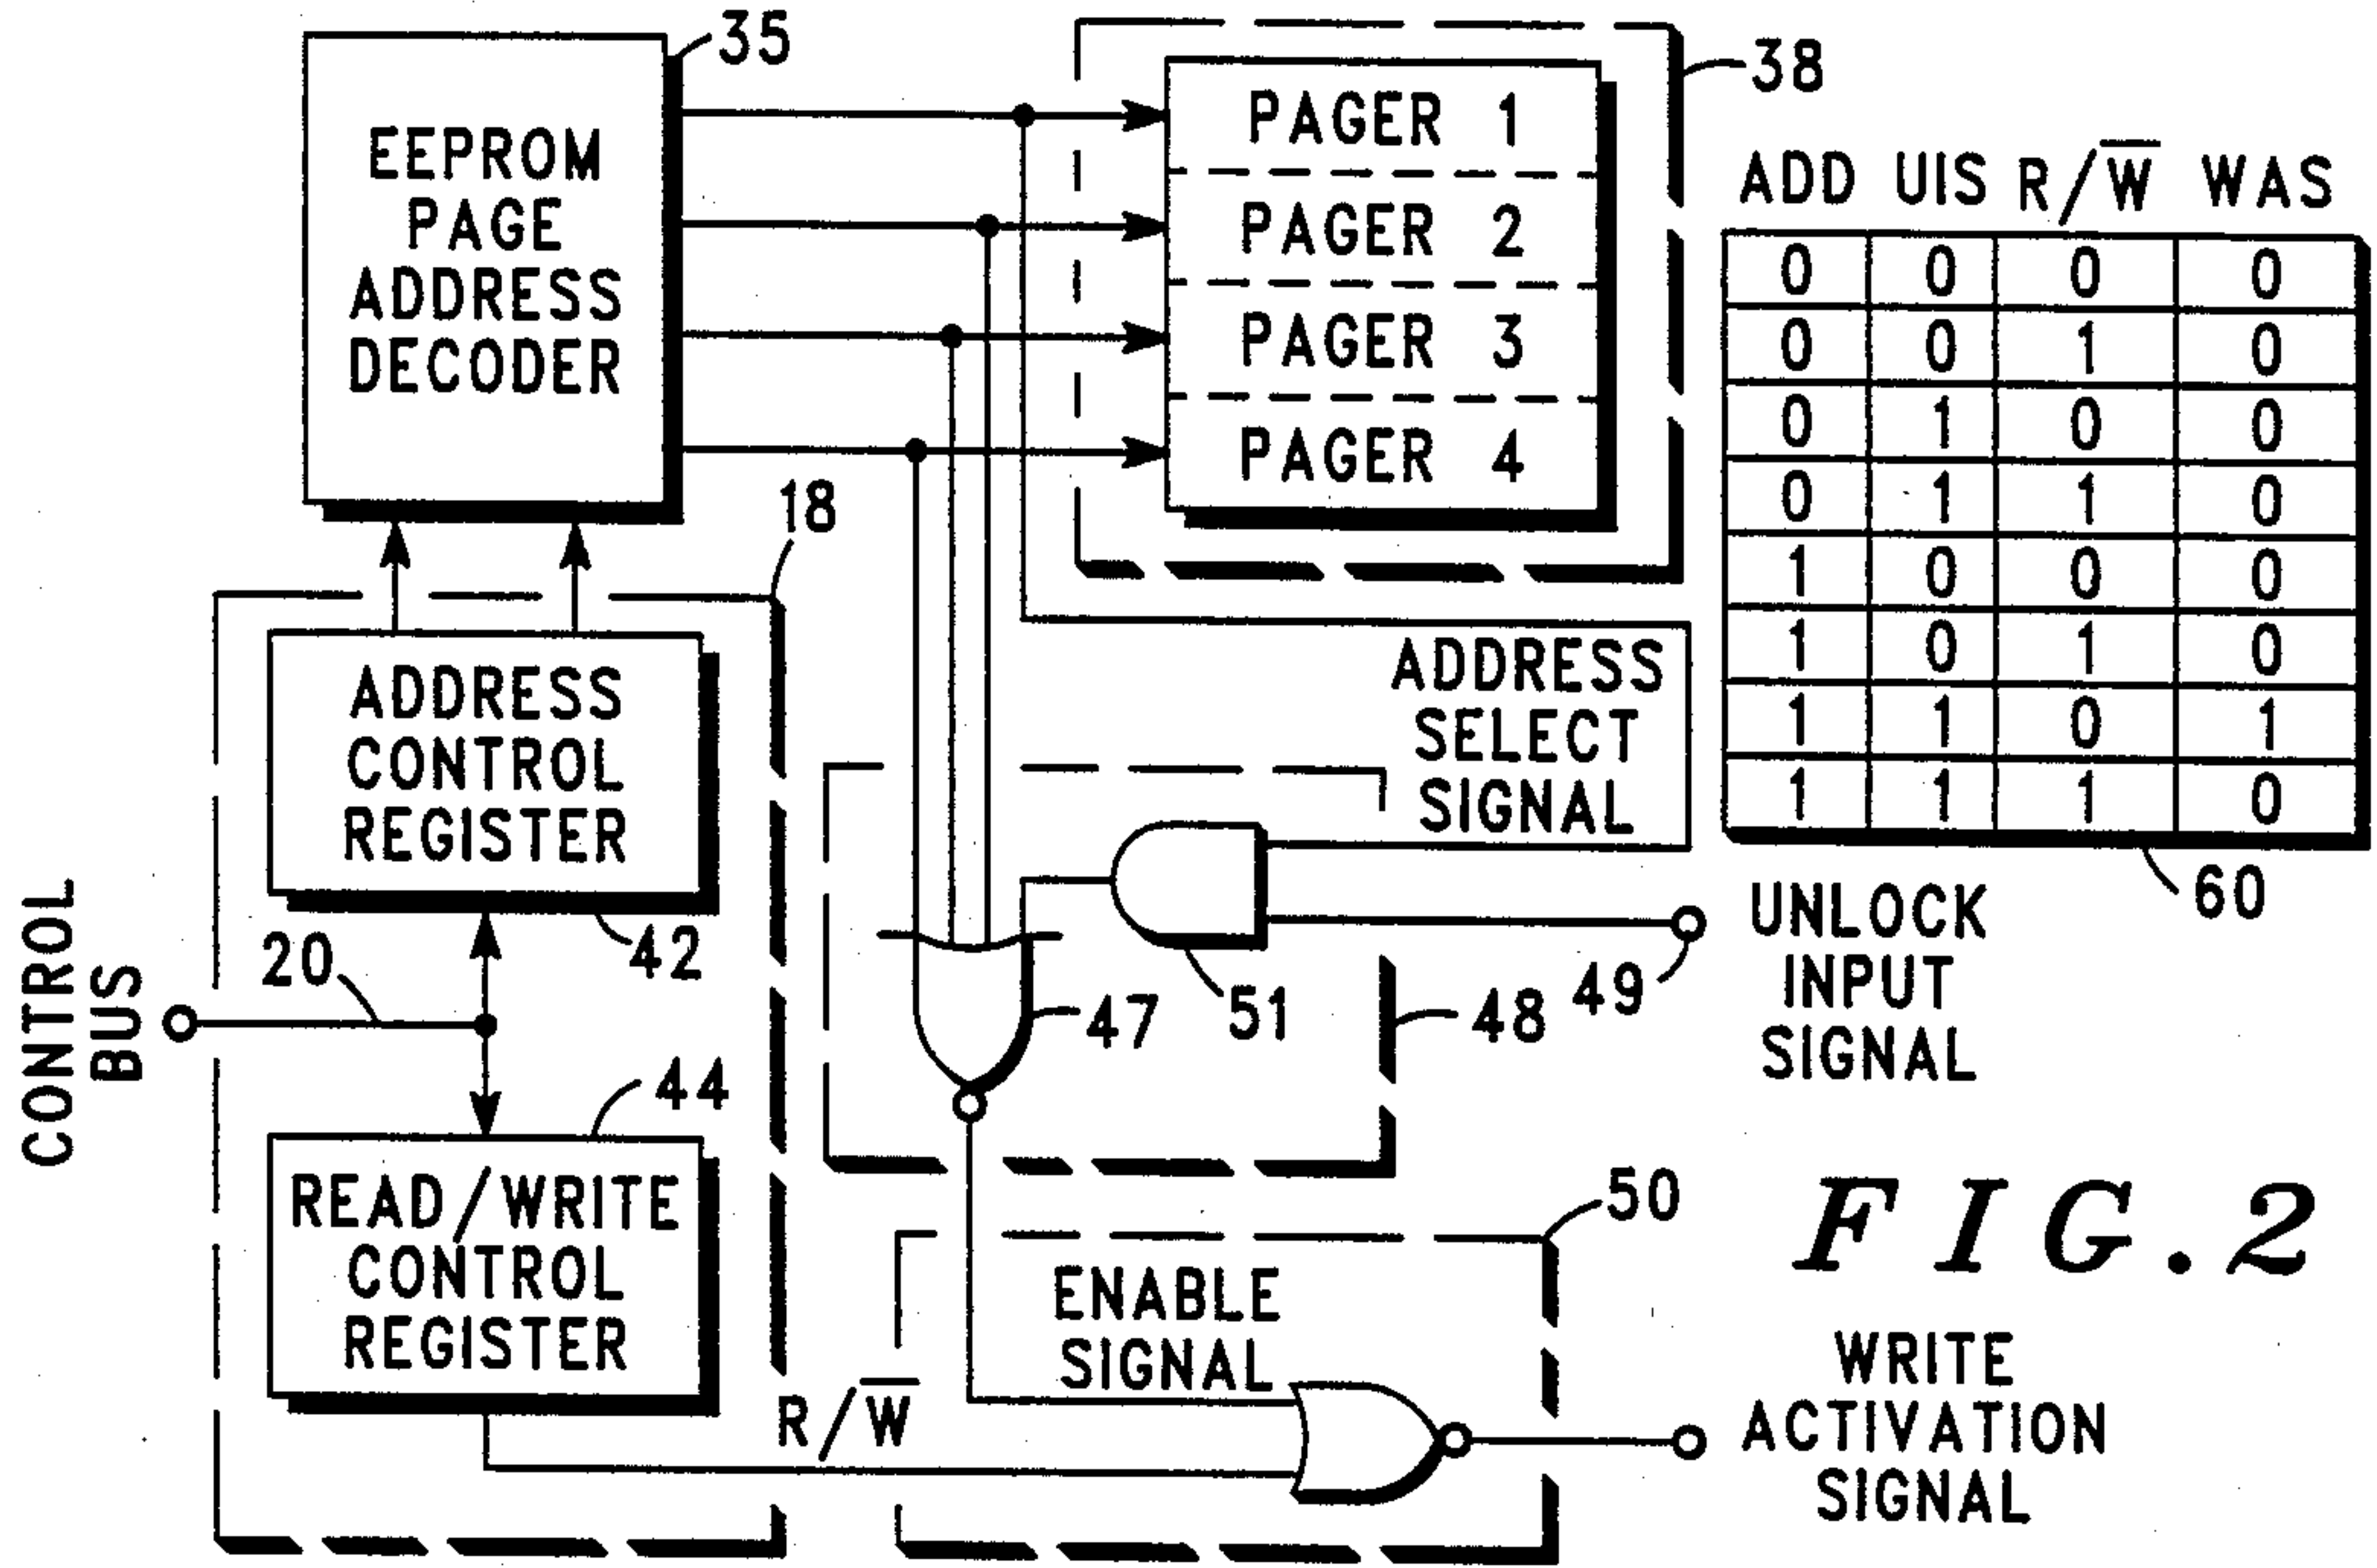 35
EEPROM
PAGE
ADDRESS
DECODER
PAGER 1
PAGER 2
PAGER 3
PAGER 4
38
ADD UIS R/W̅ WAS
0 0 0 0
0 0 1 0
0 1 0 0
0 1 1 0
1 0 0 0
1 0 1 0
1 1 0 1
1 1 1 0
60
18
ADDRESS
CONTROL
REGISTER
42
ADDRESS
SELECT
SIGNAL
CONTROL
BUS
20
47
51
48
49
UNLOCK
INPUT
SIGNAL
44
READ/WRITE
CONTROL
REGISTER
R/W̅
50
ENABLE
SIGNAL
FIG.2
WRITE
ACTIVATION
SIGNAL